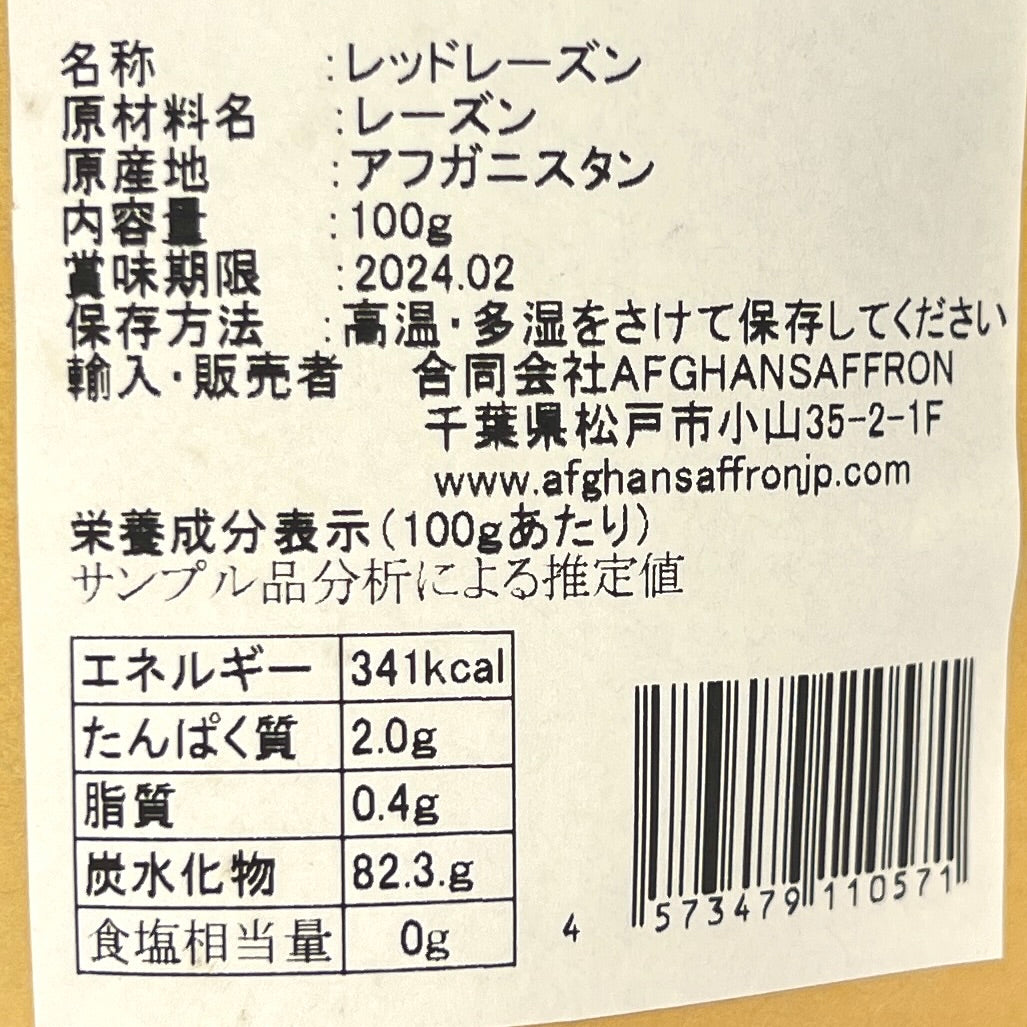 名称 :レッドレーズン
原材料名 :レーズン
原産地 :アフガニスタン
内容量 :100g
賞味期限 :2024.02
保存方法 :高温・多湿をさけて保存してください
輸入・販売者 合同会社AFGHANSAFFRON
千葉県松戸市小山35-2-1F
www.afghansaffronjp.com
栄養成分表示(100gあたり)
サンプル品分析による推定値
エネルギー 341kcal
たんぱく質 2.0g
脂質 0.4g
炭水化物 82.3.g
食塩相当量 0g
4 573479 110571